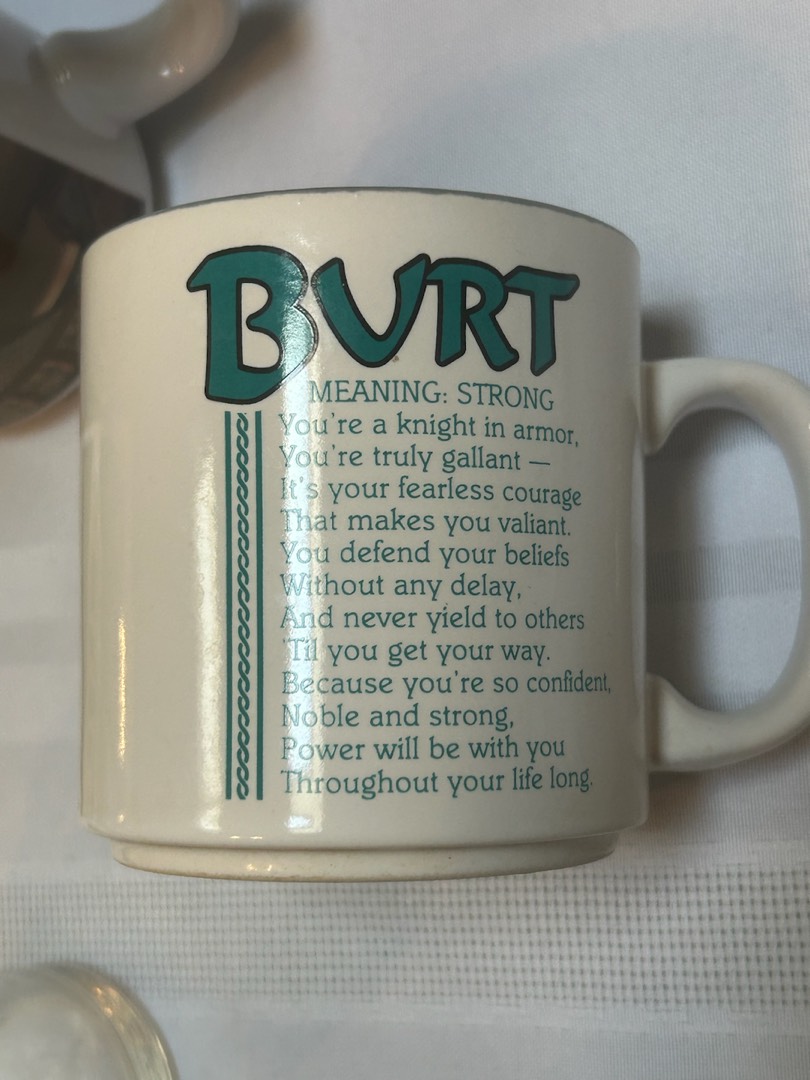 BURT
MEANING: STRONG
You're a knight in armor,
You're truly gallant —
It's your fearless courage
That makes you valiant.
You defend your beliefs
Without any delay,
And never yield to others
'Til you get your way.
Because you're so confident,
Noble and strong,
Power will be with you
Throughout your life long.